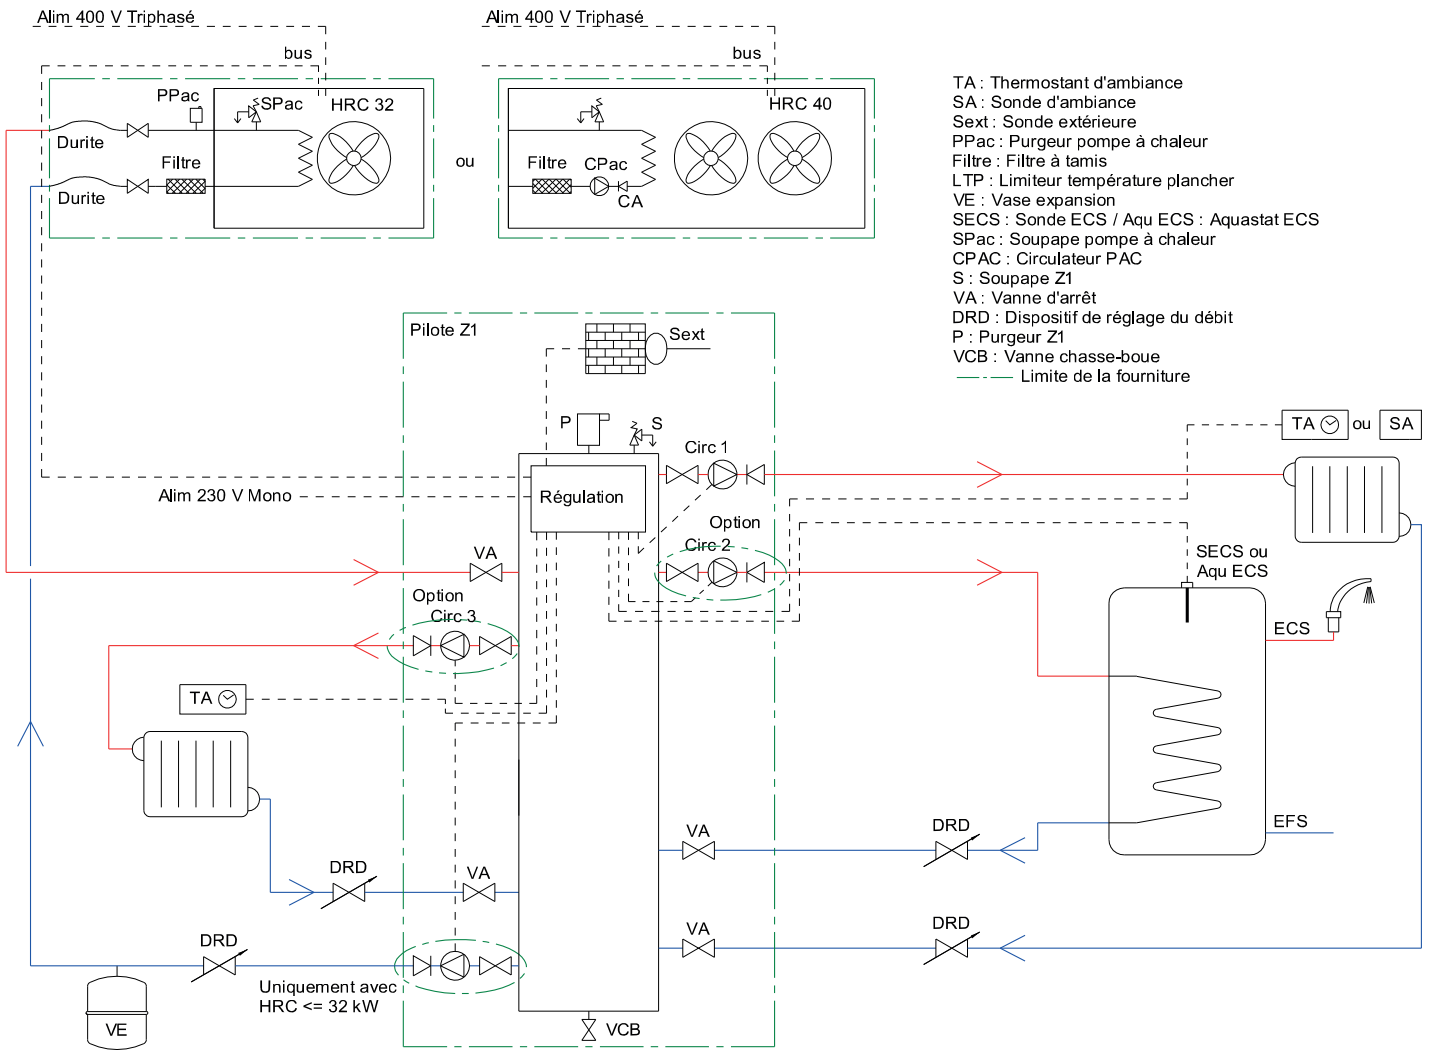 Alim 400 V Triphasé
bus
PPac
SPac
HRC 32
Durite
Filtre
Durite
ou
Alim 400 V Triphasé
bus
HRC 40
Filtre
CPac
CA
TA : Thermostant d'ambiance
SA : Sonde d'ambiance
Sext : Sonde extérieure
PPac : Purgeur pompe à chaleur
Filtre : Filtre à tamis
LTP : Limiteur température plancher
VE : Vase expansion
SECS : Sonde ECS / Aqu ECS : Aquastat ECS
SPac : Soupape pompe à chaleur
CPAC : Circulateur PAC
S : Soupape Z1
VA : Vanne d'arrêt
DRD : Dispositif de réglage du débit
P : Purgeur Z1
VCB : Vanne chasse-boue
Limite de la fourniture
Pilote Z1
Sext
P
S
Circ 1
TA ou SA
Alim 230 V Mono
Régulation
Option
Circ 2
VA
SECS ou
Aqu ECS
Option
Circ 3
ECS
TA
EFS
VA
DRD
DRD
VA
VA
DRD
DRD
Uniquement avec
HRC <= 32 kW
VE
VCB